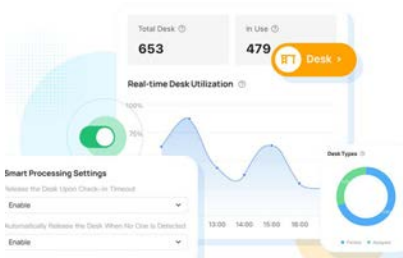 Total Desk
In Use
653
479
Desk >
Real-time Desk Utilization
100%
75%
Desk Types
Smart Processing Settings
Release the Desk Upon Check-in Timeout
Enable
Automatically Release the Desk When No One Is Detected
Enable
13:00 14:00 15:00 16:00
Assigned